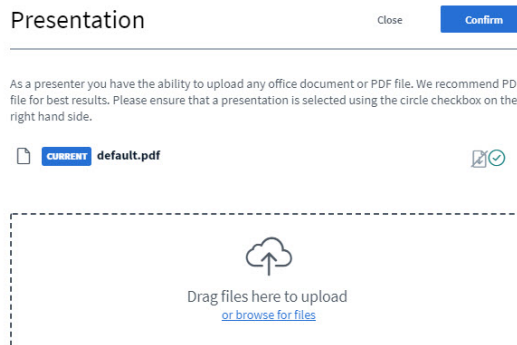 Presentation
Close
Confirm
As a presenter you have the ability to upload any office document or PDF file. We recommend PD
file for best results. Please ensure that a presentation is selected using the circle checkbox on the
right hand side.
CURRENT default.pdf
Drag files here to upload
or browse for files